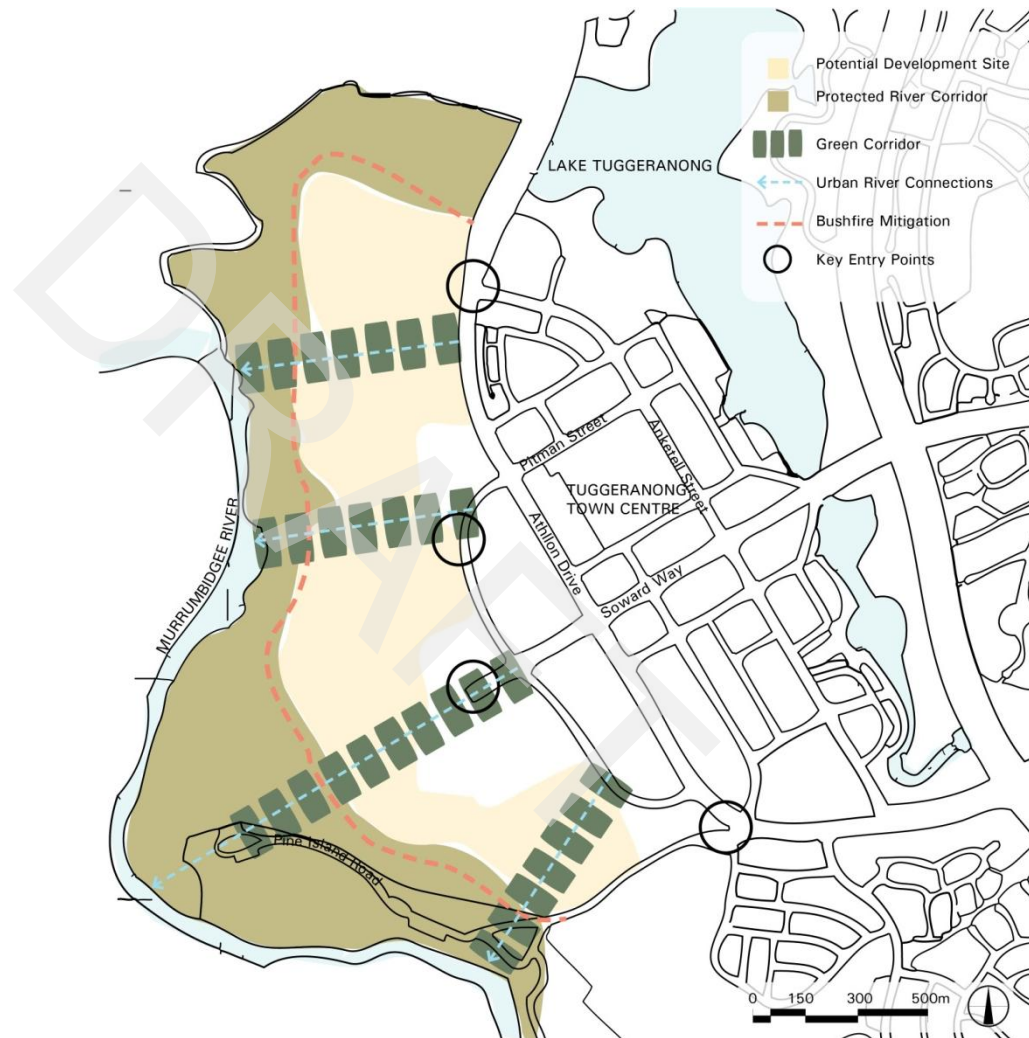 Potential Development Site
Protected River Corridor
Green Corridor
Urban River Connections
Bushfire Mitigation
Key Entry Points
LAKE TUGGERANONG
Pitman Street
Anketell Street
TUGGERANONG
TOWN CENTRE
Athllon Drive
Soward Way
MURRUMBIDGEE RIVER
Pine Island Road
0 150 300 500m
DRAFT